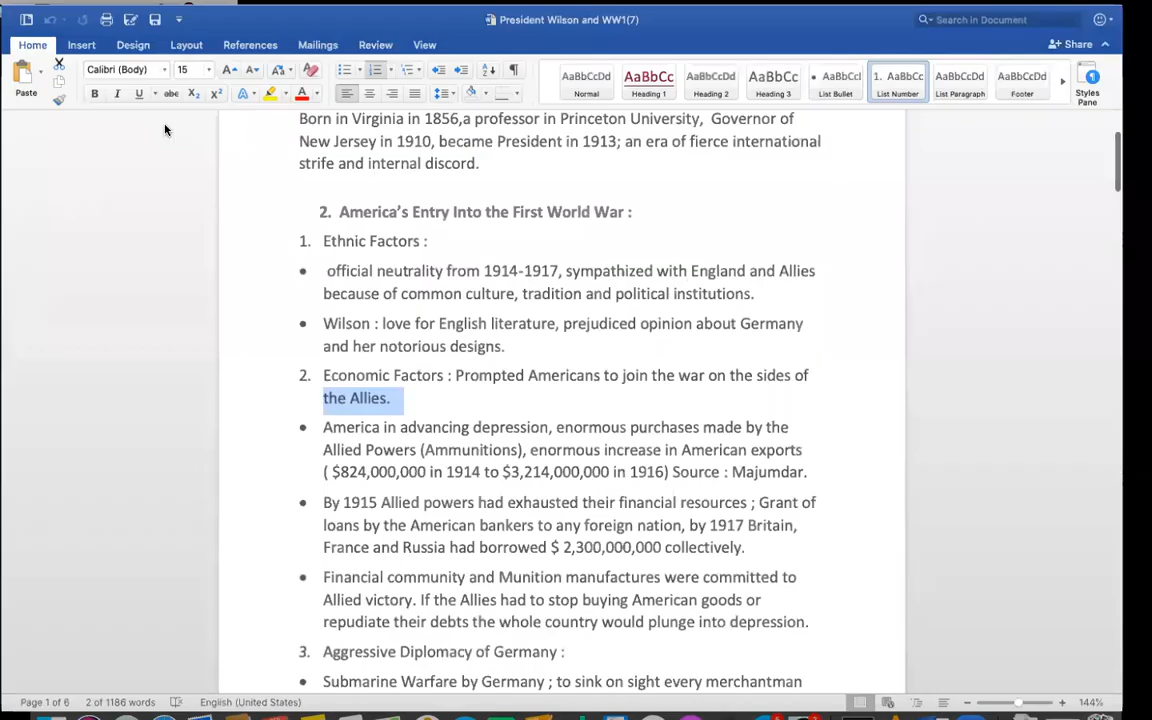 President Wilson and WW1(7)
Search in Document
Home Insert Design Layout References Mailings Review View
Share
Paste
Calibri (Body) 15
AaBbCcDd AaBbCc AaBbCcDd AaBbCc AaBbCcl 1. AaBbCc AaBbCcDd AaBbCcDd
Normal Heading 1 Heading 2 Heading 3 List Bullet List Number List Paragraph Footer
Styles
Pane
B I U abc X2 X2 A A
Born in Virginia in 1856,a professor in Princeton University, Governor of
New Jersey in 1910, became President in 1913; an era of fierce international
strife and internal discord.
2. America’s Entry Into the First World War :
1. Ethnic Factors :
• official neutrality from 1914-1917, sympathized with England and Allies
because of common culture, tradition and political institutions.
• Wilson : love for English literature, prejudiced opinion about Germany
and her notorious designs.
2. Economic Factors : Prompted Americans to join the war on the sides of
the Allies.
• America in advancing depression, enormous purchases made by the
Allied Powers (Ammunitions), enormous increase in American exports
( $824,000,000 in 1914 to $3,214,000,000 in 1916) Source : Majumdar.
• By 1915 Allied powers had exhausted their financial resources ; Grant of
loans by the American bankers to any foreign nation, by 1917 Britain,
France and Russia had borrowed $ 2,300,000,000 collectively.
• Financial community and Munition manufactures were committed to
Allied victory. If the Allies had to stop buying American goods or
repudiate their debts the whole country would plunge into depression.
3. Aggressive Diplomacy of Germany :
• Submarine Warfare by Germany ; to sink on sight every merchantman
Page 1 of 6 2 of 1186 words English (United States) 144%